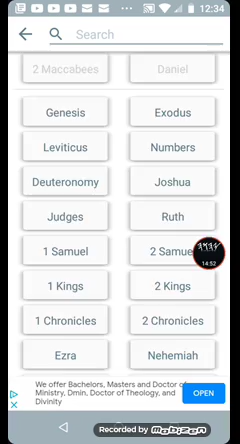 12:34
Search
2 Maccabees Daniel
Genesis Exodus
Leviticus Numbers
Deuteronomy Joshua
Judges Ruth
1 Samuel 2 Samue
14:52
1 Kings 2 Kings
1 Chronicles 2 Chronicles
Ezra Nehemiah
We offer Bachelors, Masters and Doctor of
Ministry, Dmin, Doctor of Theology, and
Divinity
OPEN
Recorded by Mobizen